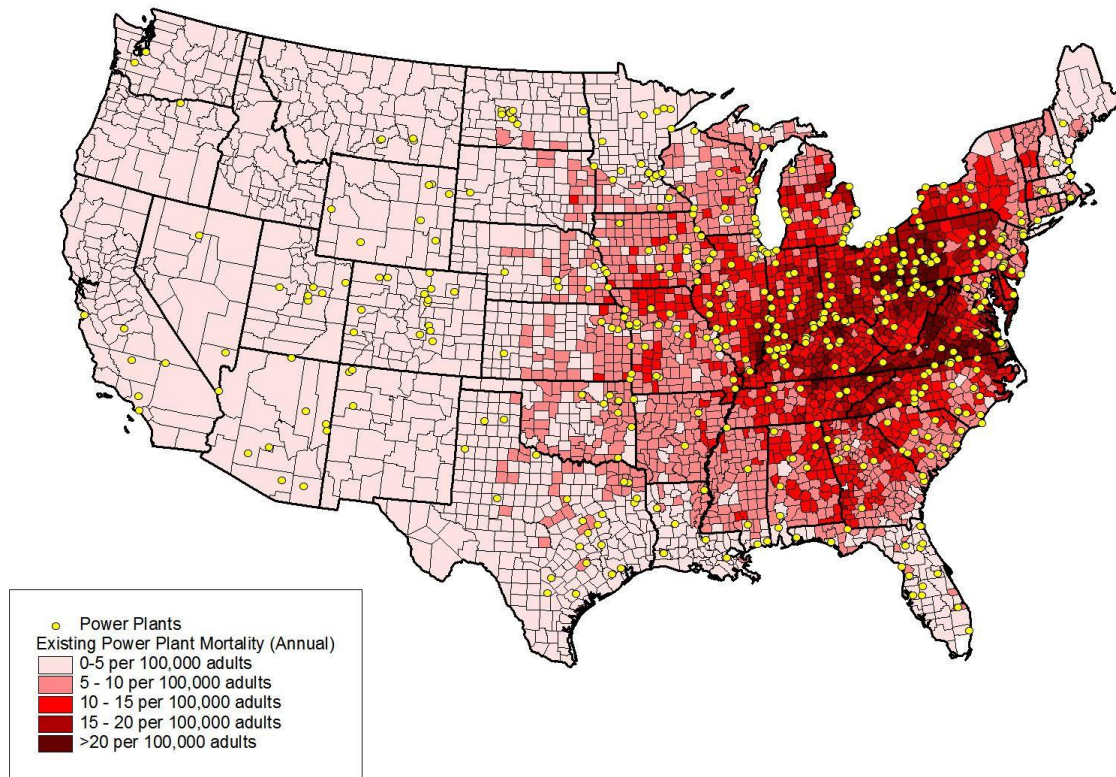 Power Plants
Existing Power Plant Mortality (Annual)
0-5 per 100,000 adults
5 - 10 per 100,000 adults
10 - 15 per 100,000 adults
15 - 20 per 100,000 adults
>20 per 100,000 adults